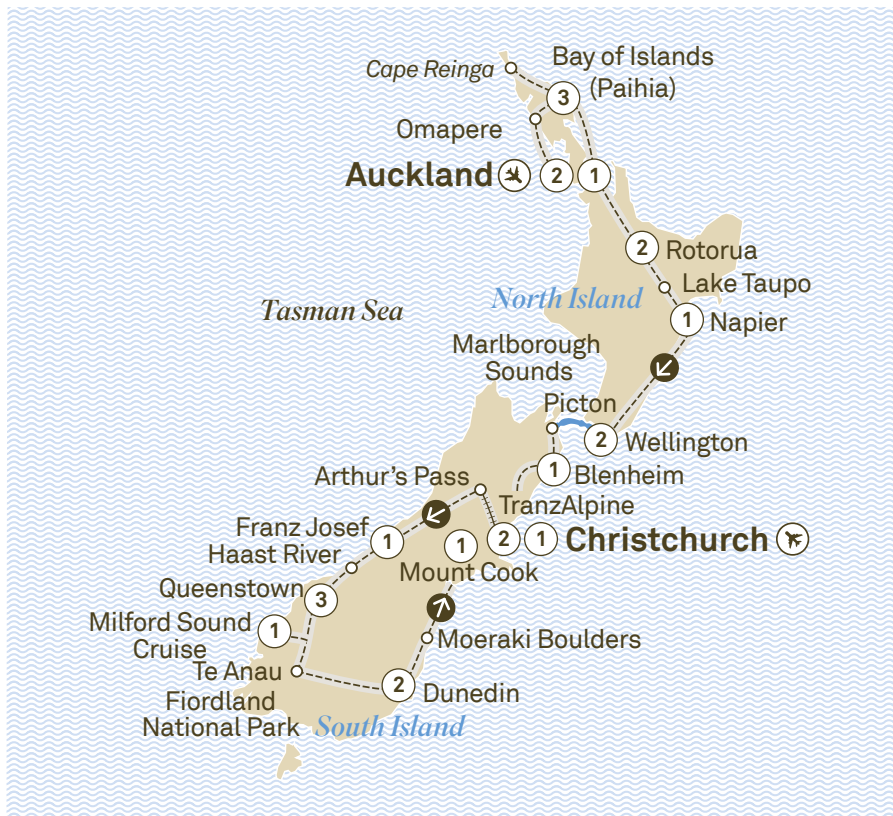 Bay of Islands
(Paihia)
Cape Reinga
3
Omapere
Auckland 2 1
2 Rotorua
Lake Taupo
North Island
Tasman Sea
1 Napier
Marlborough
Sounds
Picton
2 Wellington
1 Blenheim
Arthur's Pass
TranzAlpine
Franz Josef 1
1 2 1 Christchurch
Haast River
Mount Cook
Queenstown 3
Milford Sound 1
Cruise
Moeraki Boulders
Te Anau
2 Dunedin
Fiordland
National Park
South Island